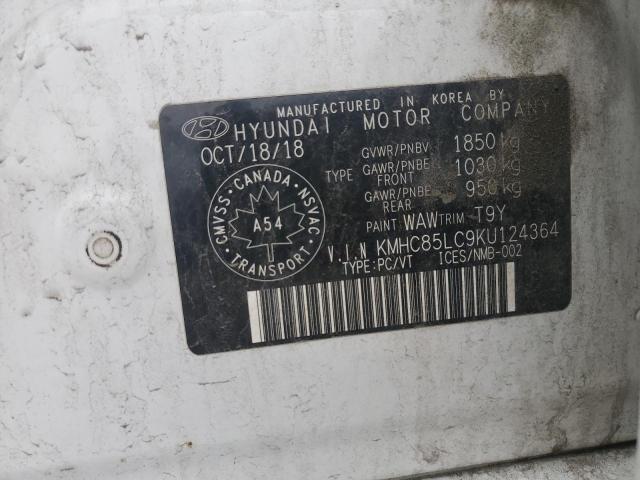 MANUFACTURED IN KOREA BY
HYUNDAI MOTOR COMPANY
OCT/18/18
GVWR/PNBV 1850 kg
TYPE GAWR/PNBE FRONT 1030 kg
GAWR/PNBE REAR 950 kg
PAINT WAW TRIM T9Y
V.I.N KMHC85LC9KU124364
TYPE:PC/VT ICES/NMB-002
CMVSS·CANADA·NSVAC
A54
TRANSPORT